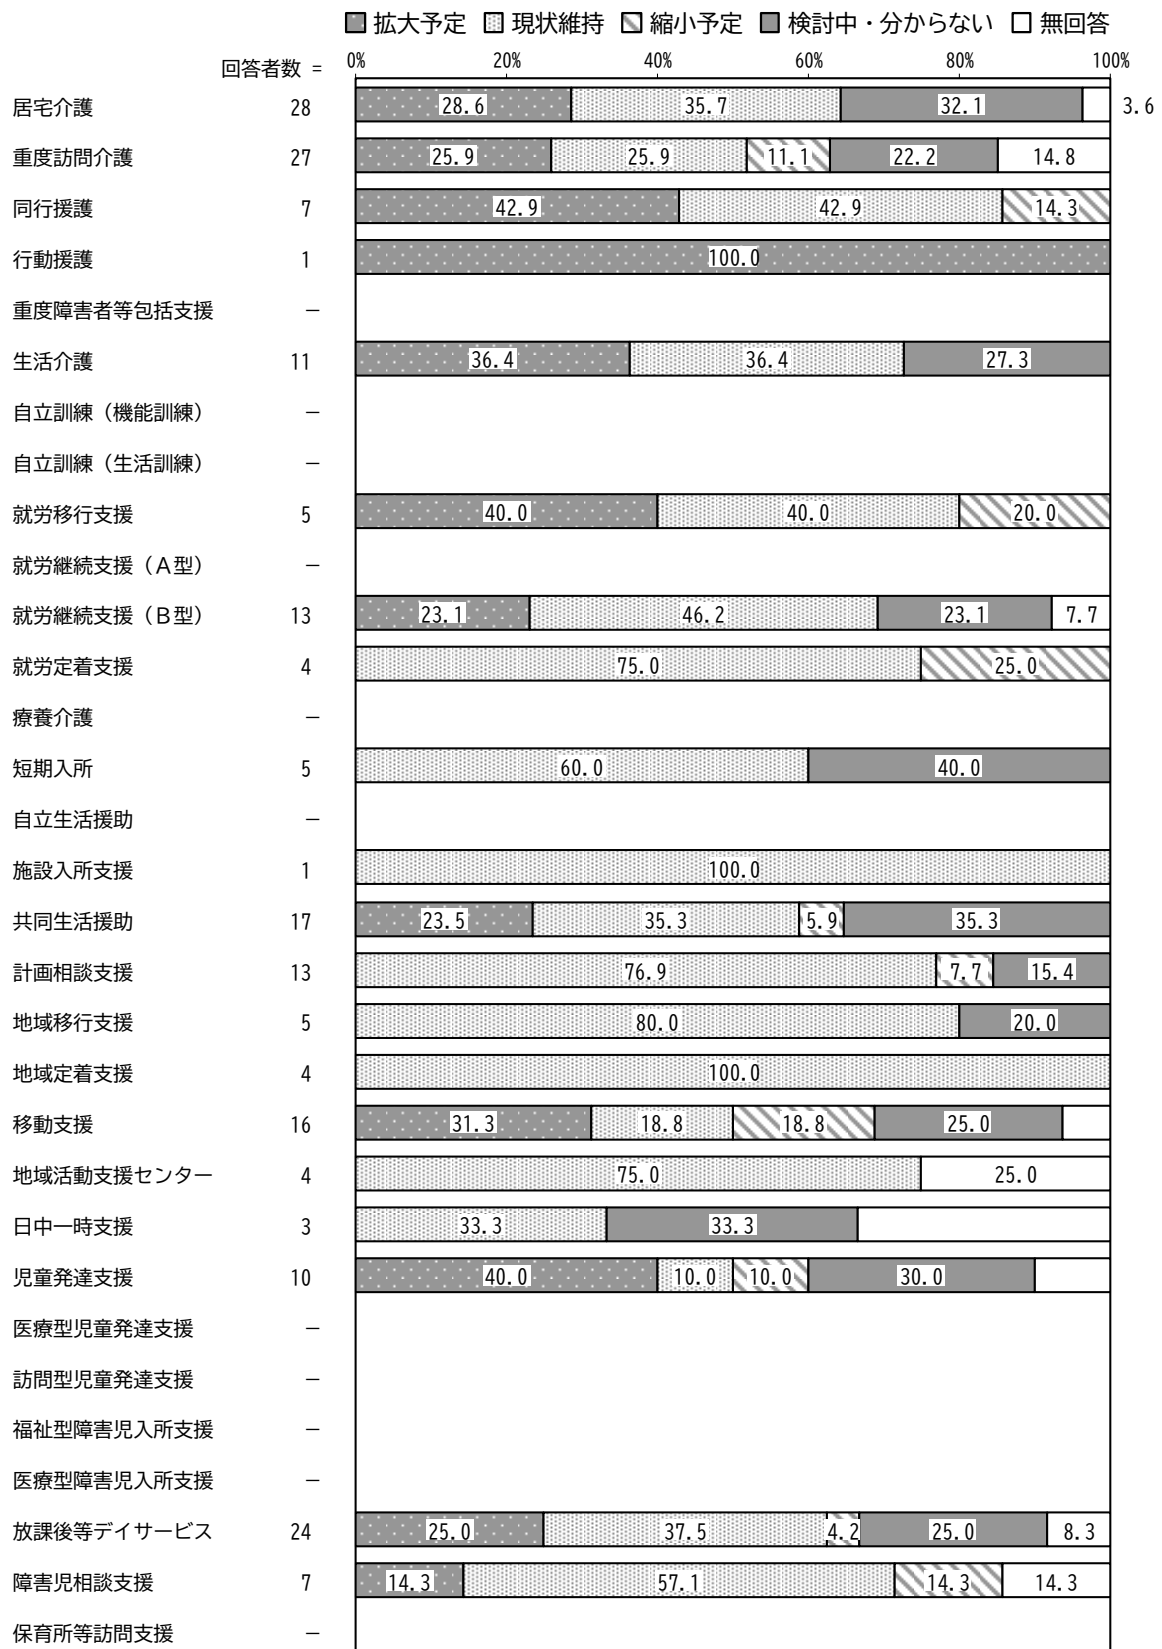 拡大予定 現状維持 縮小予定 検討中・分からない 無回答
回答者数 = 0% 20% 40% 60% 80% 100%
居宅介護 28 28.6 35.7 32.1 3.6
重度訪問介護 27 25.9 25.9 11.1 22.2 14.8
同行援護 7 42.9 42.9 14.3
行動援護 1 100.0
重度障害者等包括支援 －
生活介護 11 36.4 36.4 27.3
自立訓練（機能訓練） －
自立訓練（生活訓練） －
就労移行支援 5 40.0 40.0 20.0
就労継続支援（Ａ型） －
就労継続支援（Ｂ型） 13 23.1 46.2 23.1 7.7
就労定着支援 4 75.0 25.0
療養介護 －
短期入所 5 60.0 40.0
自立生活援助 －
施設入所支援 1 100.0
共同生活援助 17 23.5 35.3 5.9 35.3
計画相談支援 13 76.9 7.7 15.4
地域移行支援 5 80.0 20.0
地域定着支援 4 100.0
移動支援 16 31.3 18.8 18.8 25.0
地域活動支援センター 4 75.0 25.0
日中一時支援 3 33.3 33.3
児童発達支援 10 40.0 10.0 10.0 30.0
医療型児童発達支援 －
訪問型児童発達支援 －
福祉型障害児入所支援 －
医療型障害児入所支援 －
放課後等デイサービス 24 25.0 37.5 4.2 25.0 8.3
障害児相談支援 7 14.3 57.1 14.3 14.3
保育所等訪問支援 －